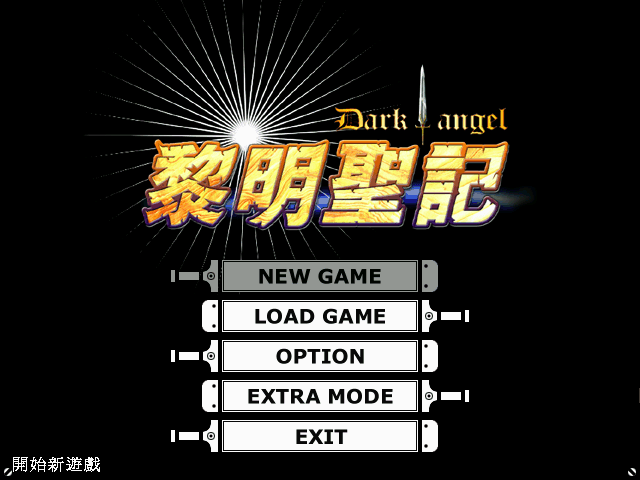 Dark angel
黎明聖記
NEW GAME
LOAD GAME
OPTION
EXTRA MODE
EXIT
開始新遊戲